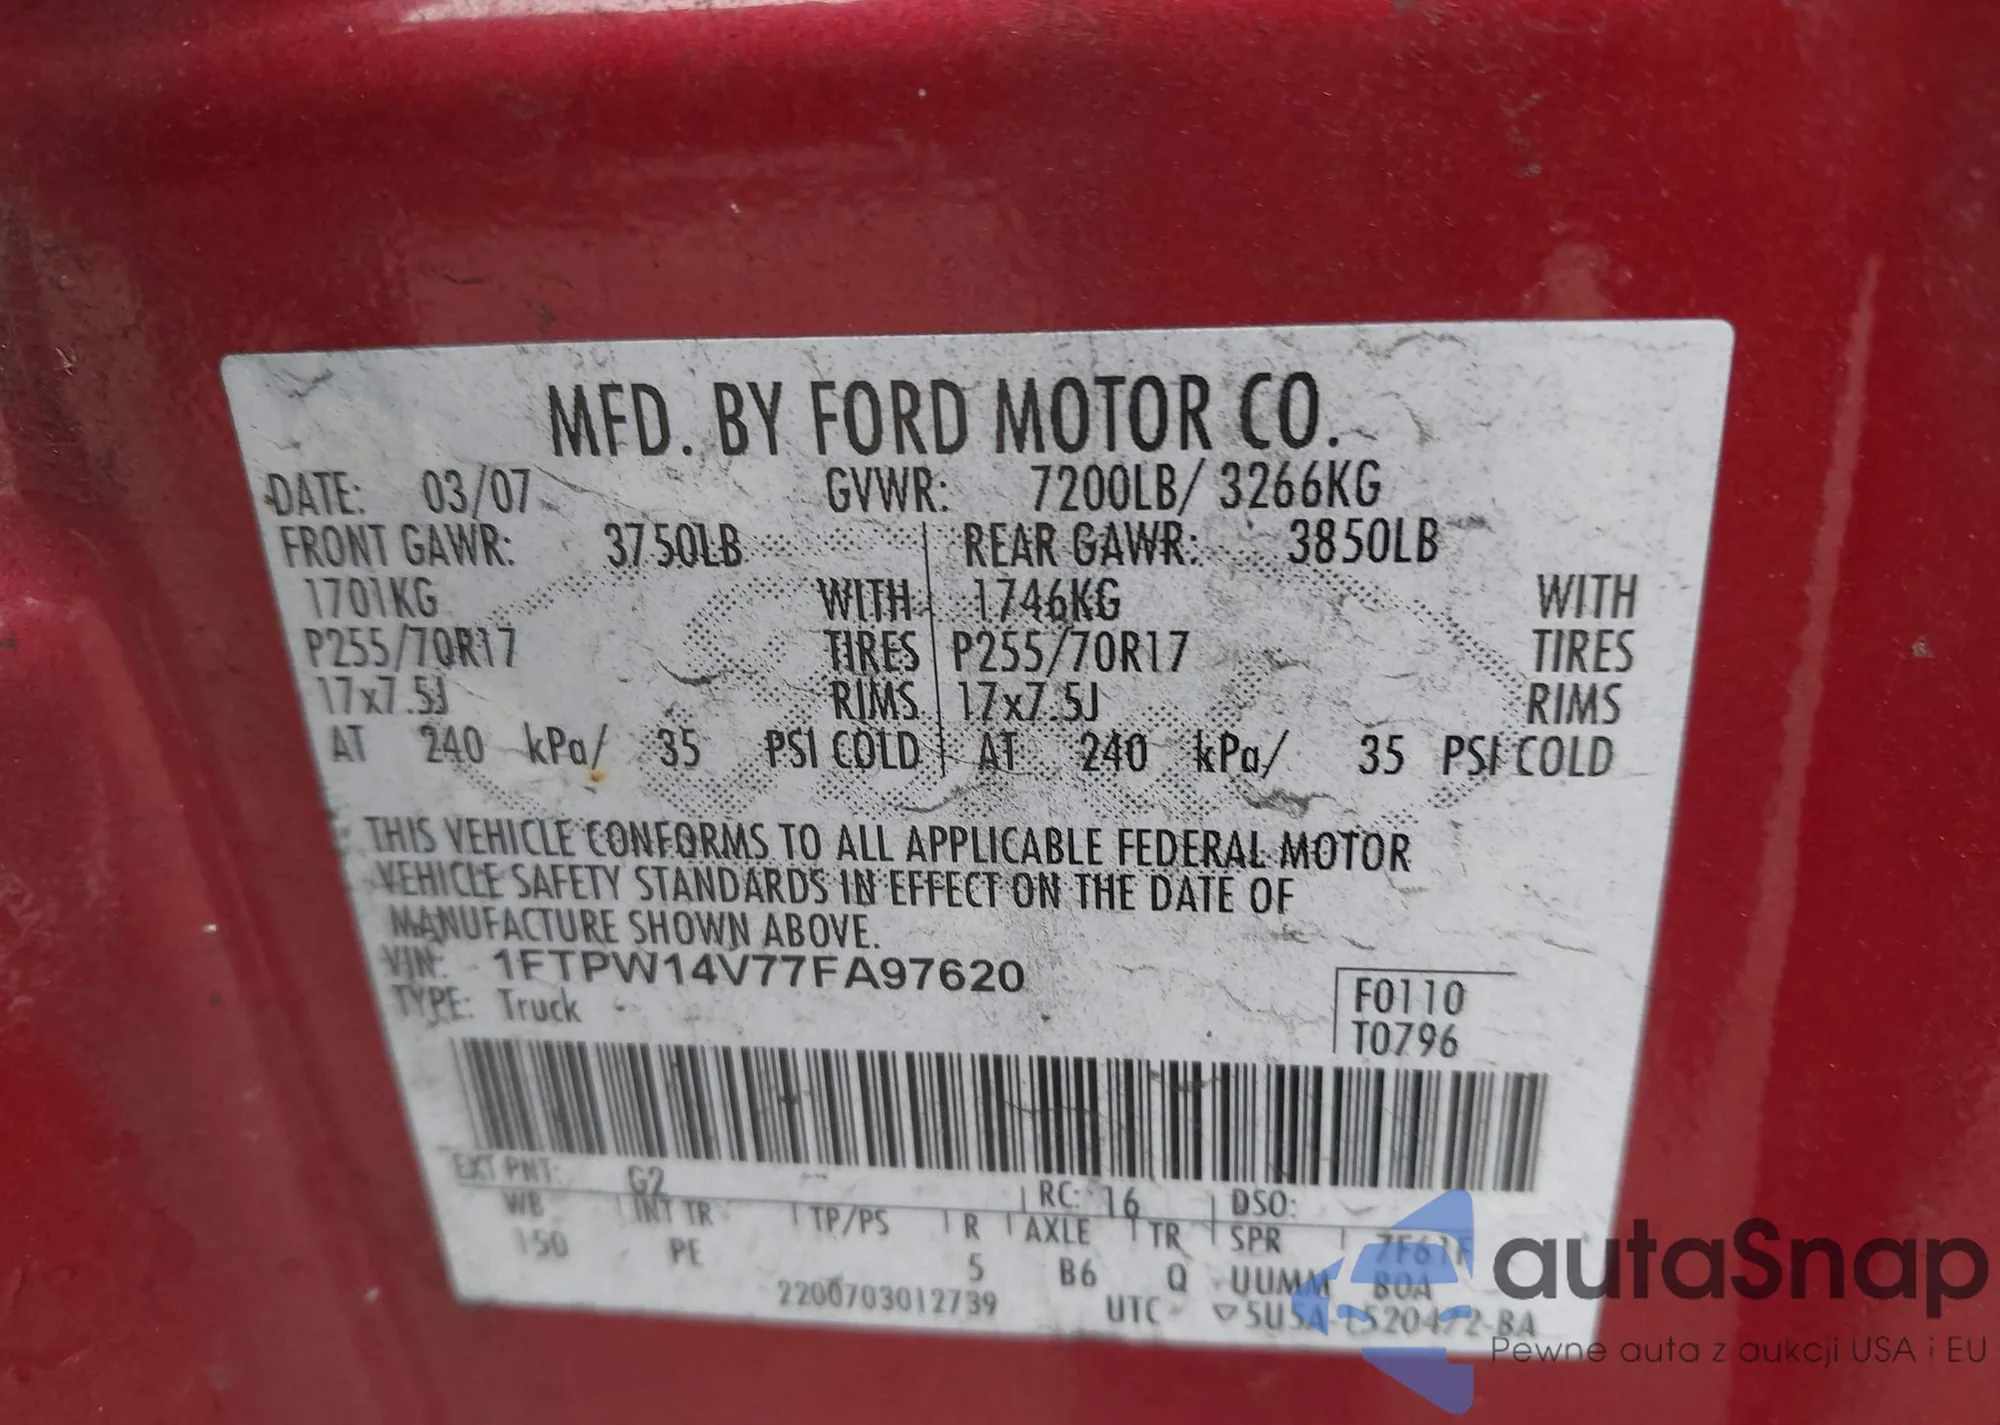 MFD. BY FORD MOTOR CO.
DATE: 03/07 GVWR: 7200LB/ 3266KG
FRONT GAWR: 3750LB REAR GAWR: 3850LB
1701KG WITH 1746KG WITH
P255/70R17 TIRES P255/70R17 TIRES
17x7.5J RIMS 17x7.5J RIMS
AT 240 kPa/ 35 PSI COLD AT 240 kPa/ 35 PSI COLD
THIS VEHICLE CONFORMS TO ALL APPLICABLE FEDERAL MOTOR
VEHICLE SAFETY STANDARDS IN EFFECT ON THE DATE OF
MANUFACTURE SHOWN ABOVE.
VIN: 1FTPW14V77FA97620
TYPE: Truck
F0110
T0796
EXT PNT: G2 RC: 16 DSO:
WB INT TR TP/PS R AXLE TR SPR 7F61F
150 PE 5 B6 Q UUMM B0A
2200703012739 UTC ▽5U5A-1520472-BA
autaSnap
Pewne auta z aukcji USA i EU